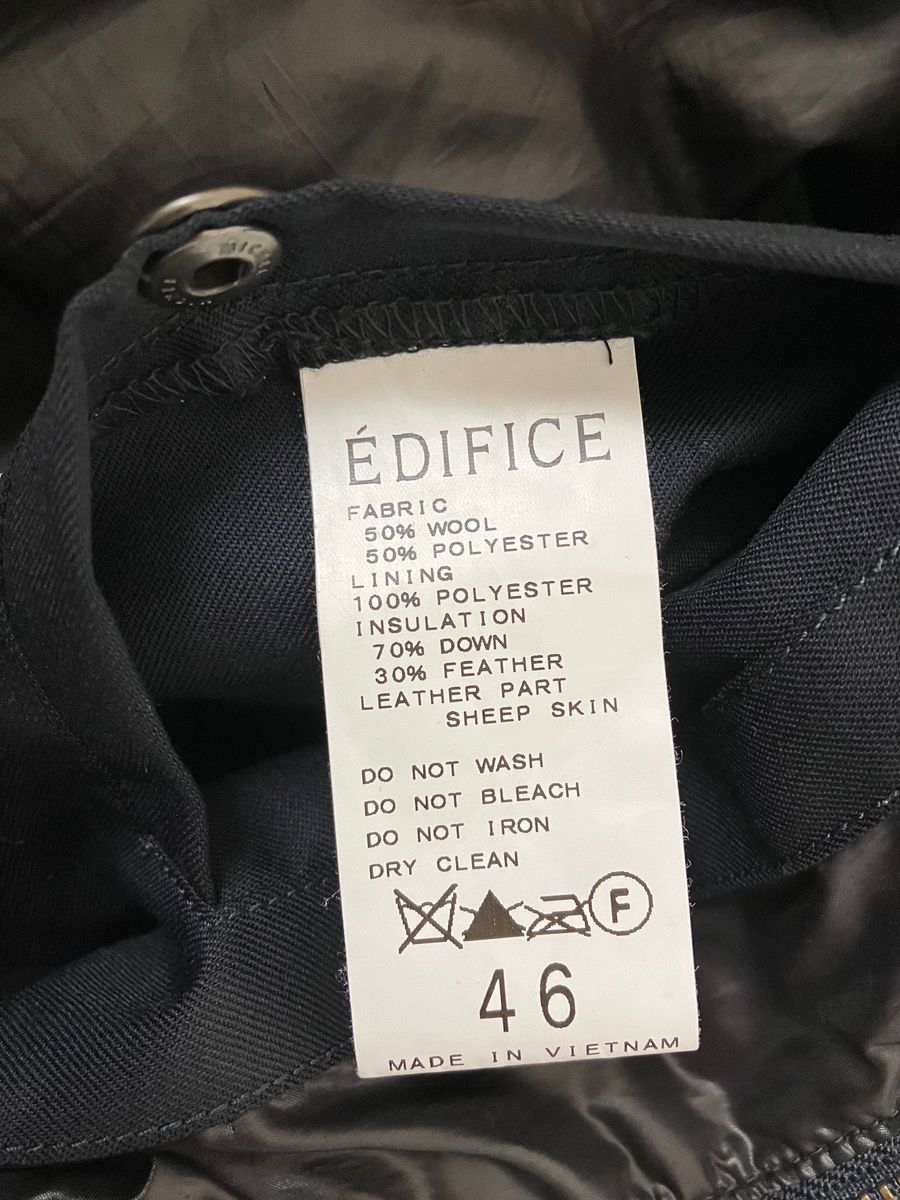 ÉDIFICE
FABRIC
50% WOOL
50% POLYESTER
LINING
100% POLYESTER
INSULATION
70% DOWN
30% FEATHER
LEATHER PART
SHEEP SKIN
DO NOT WASH
DO NOT BLEACH
DO NOT IRON
DRY CLEAN
F
46
MADE IN VIETNAM